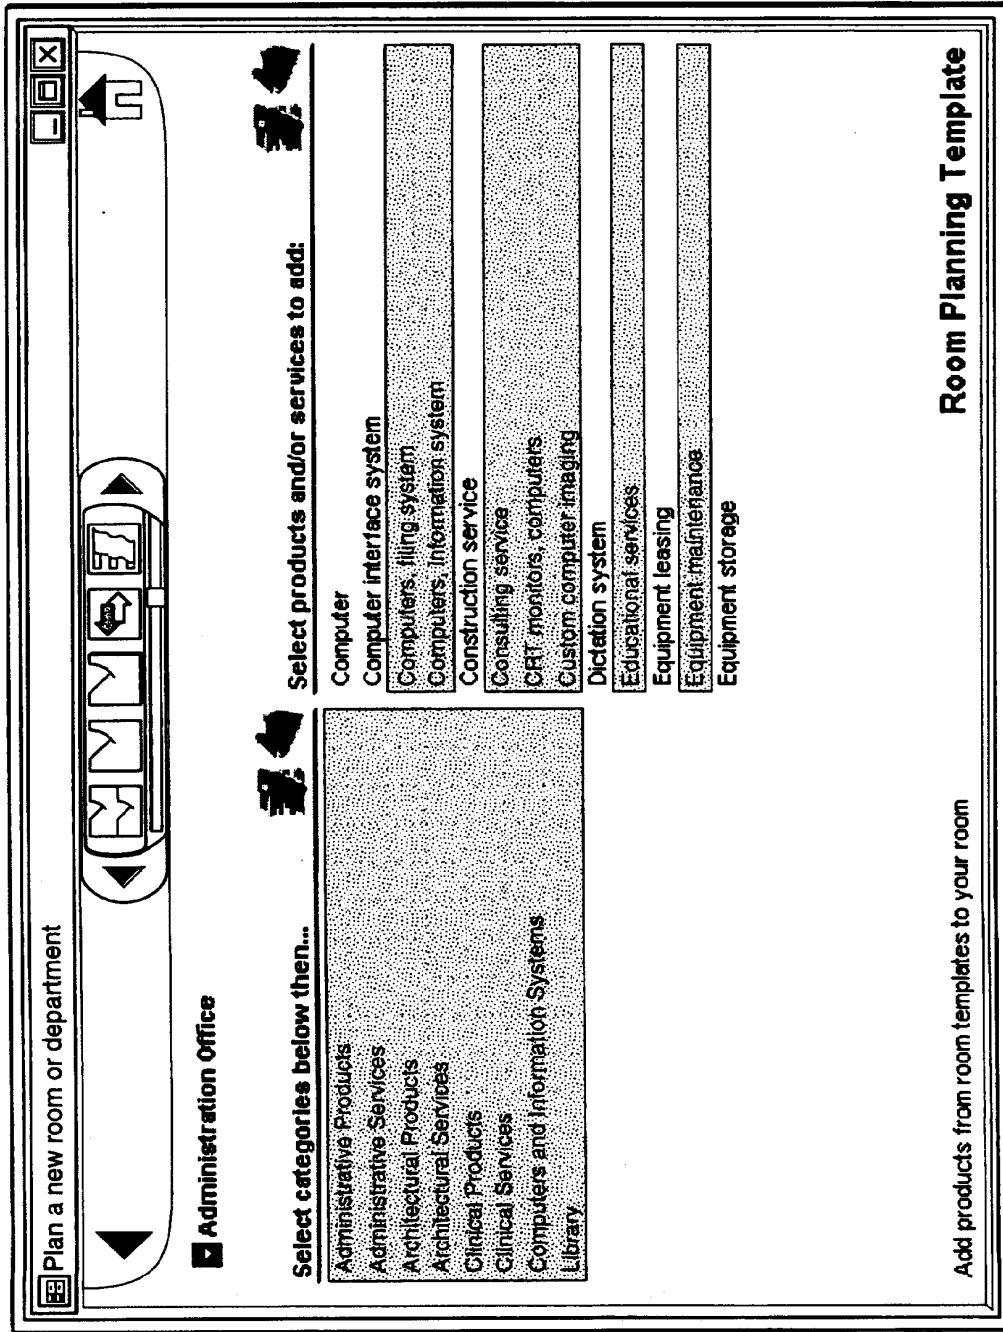 Plan a new room or department
Administration Office
Select categories below then...
Administrative Products
Administrative Services
Architectural Products
Architectural Services
Clinical Products
Clinical Services
Computers and Information Systems
Library
Select products and/or services to add:
Computer
Computer interface system
Computers, filing system
Computers, Information system
Construction service
Consulting service
CRT monitors, computers
Custom computer imaging
Dictation system
Educational services
Equipment leasing
Equipment maintenance
Equipment storage
Add products from room templates to your room
Room Planning Template